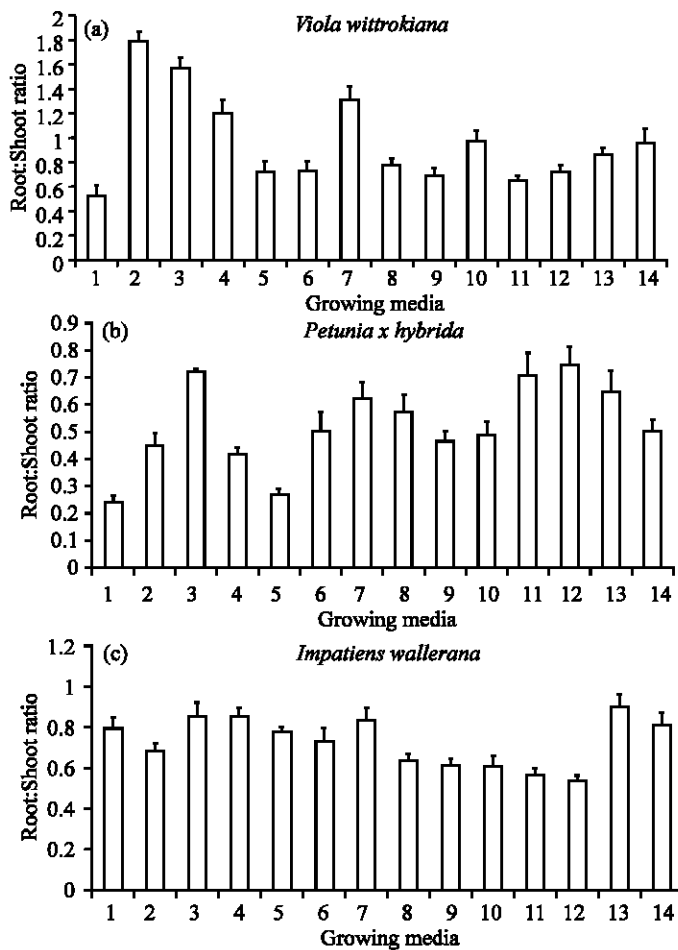 (a) Viola wittrokiana
Root:Shoot ratio
2
1.8
1.6
1.2
1
0.8
0.6
0.4
0.2
0
1 2 3 4 5 6 7 8 9 10 11 12 13 14
Growing media
(b) Petunia x hybrida
Root:Shoot ratio
0.9
0.8
0.7
0.6
0.5
0.4
0.3
0.2
0.1
0
1 2 3 4 5 6 7 8 9 10 11 12 13 14
Growing media
(c) Impatiens wallerana
Root:Shoot ratio
1.2
1
0.8
0.6
0.4
0.2
0
1 2 3 4 5 6 7 8 9 10 11 12 13 14
Growing media